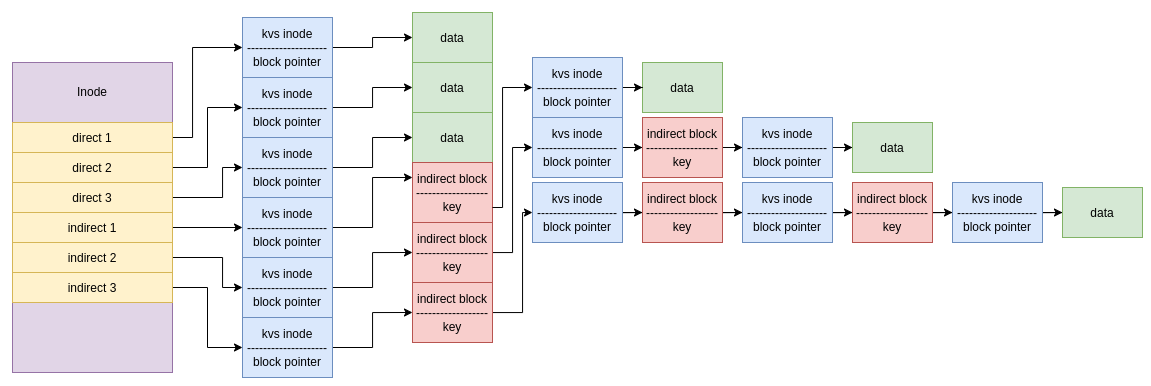 Inode
direct 1
direct 2
direct 3
indirect 1
indirect 2
indirect 3
kvs inode
block pointer
kvs inode
block pointer
kvs inode
block pointer
kvs inode
block pointer
kvs inode
block pointer
kvs inode
block pointer
data
data
data
indirect block
key
indirect block
key
indirect block
key
kvs inode
block pointer
data
kvs inode
block pointer
indirect block
key
kvs inode
block pointer
data
kvs inode
block pointer
indirect block
key
kvs inode
block pointer
indirect block
key
kvs inode
block pointer
data